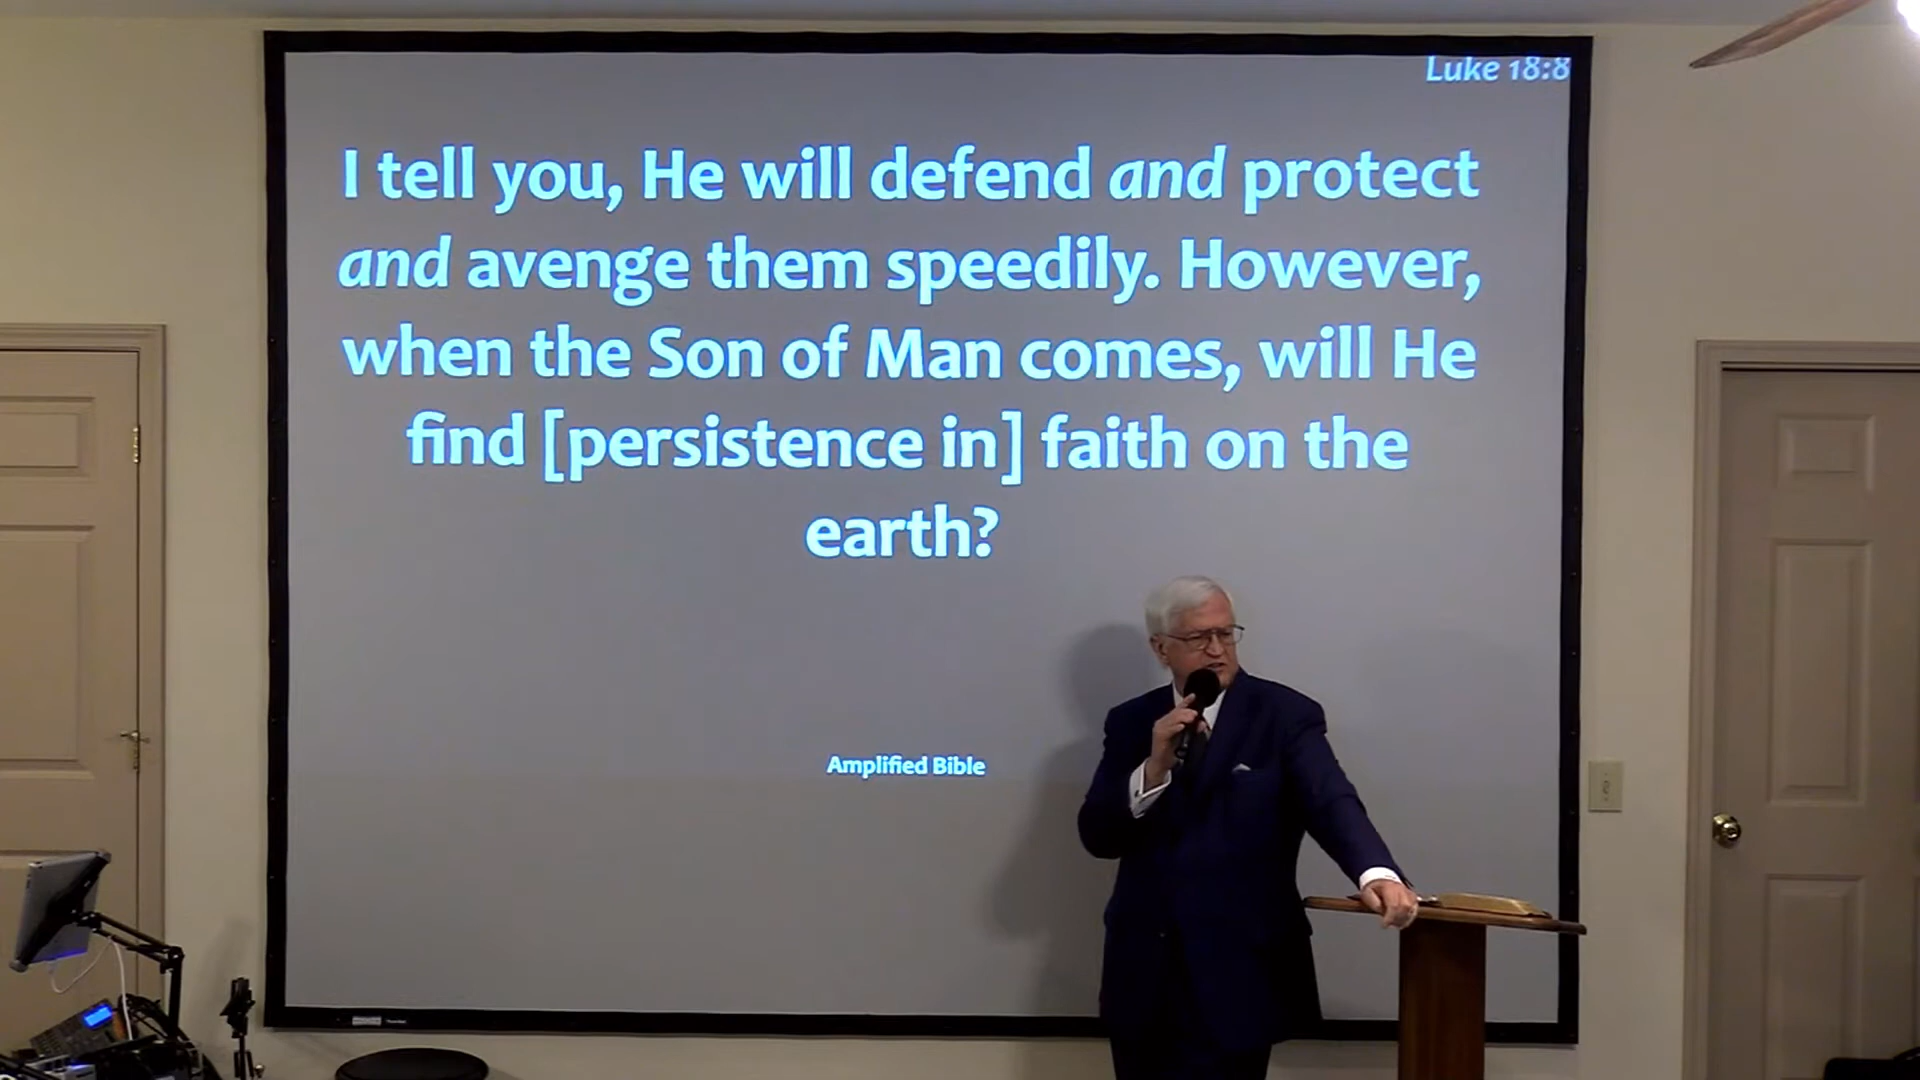 Luke 18:8
I tell you, He will defend and protect
and avenge them speedily. However,
when the Son of Man comes, will He
find [persistence in] faith on the
earth?
Amplified Bible